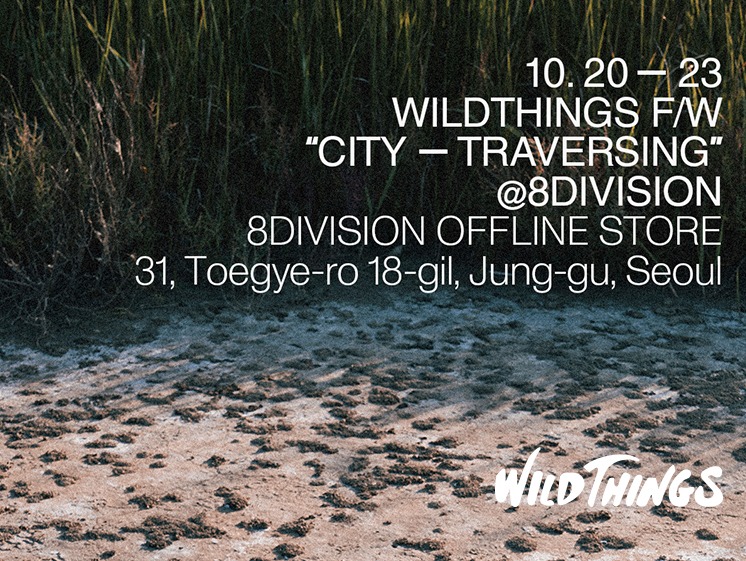 10. 20 — 23
WILDTHINGS F/W
“CITY — TRAVERSING”
@8DIVISION
8DIVISION OFFLINE STORE
31, Toegye-ro 18-gil, Jung-gu, Seoul
WILDTHINGS